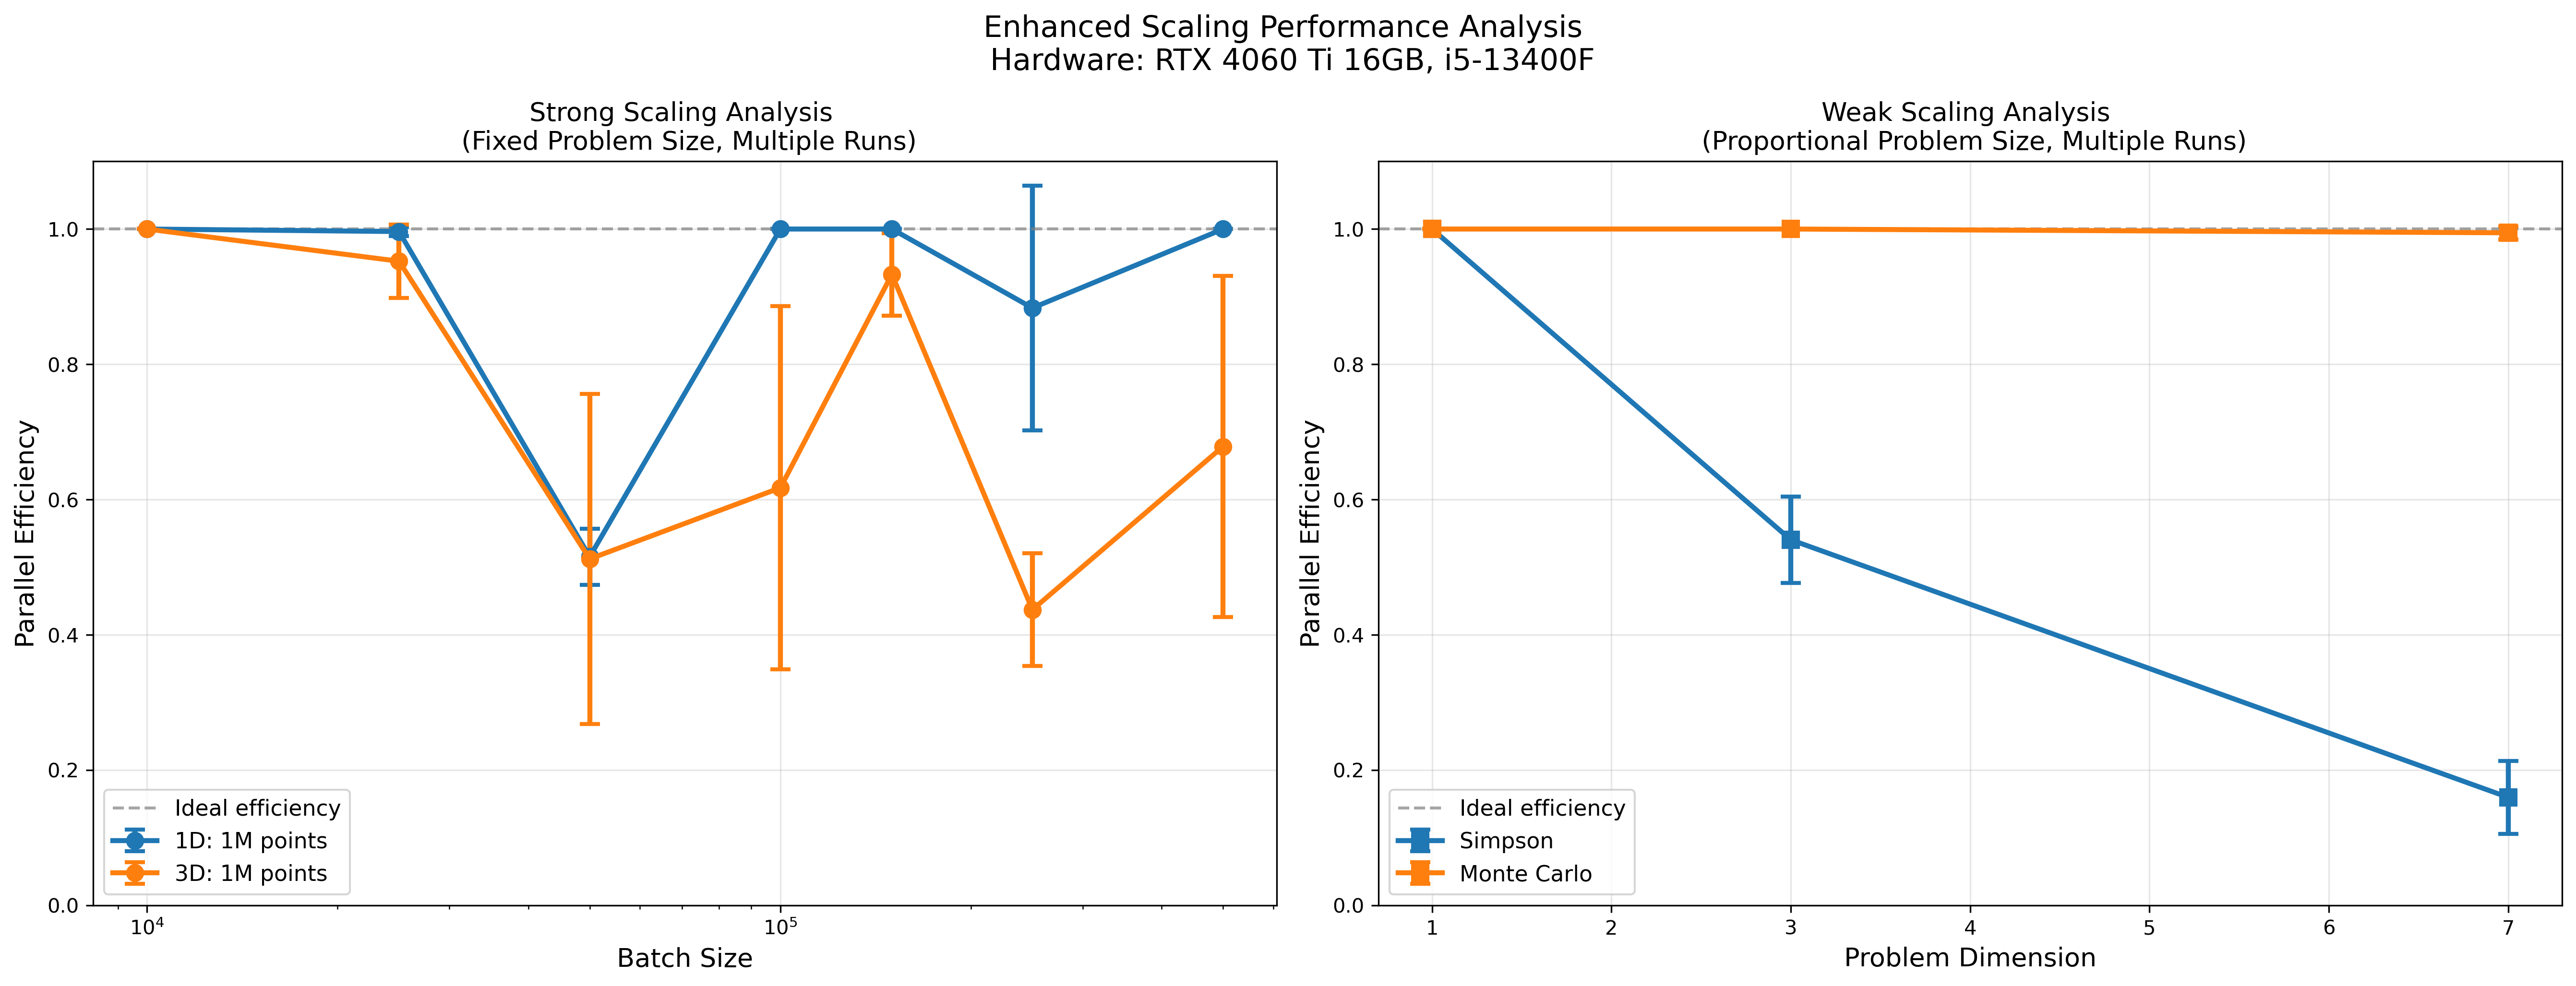 Enhanced Scaling Performance Analysis
Hardware: RTX 4060 Ti 16GB, i5-13400F
Strong Scaling Analysis
(Fixed Problem Size, Multiple Runs)
Parallel Efficiency
1.0
0.8
0.6
0.4
0.2
0.0
Ideal efficiency
1D: 1M points
3D: 1M points
10⁴
10⁵
Batch Size
Weak Scaling Analysis
(Proportional Problem Size, Multiple Runs)
Parallel Efficiency
1.0
0.8
0.6
0.4
0.2
0.0
Ideal efficiency
Simpson
Monte Carlo
1
2
3
4
5
6
7
Problem Dimension